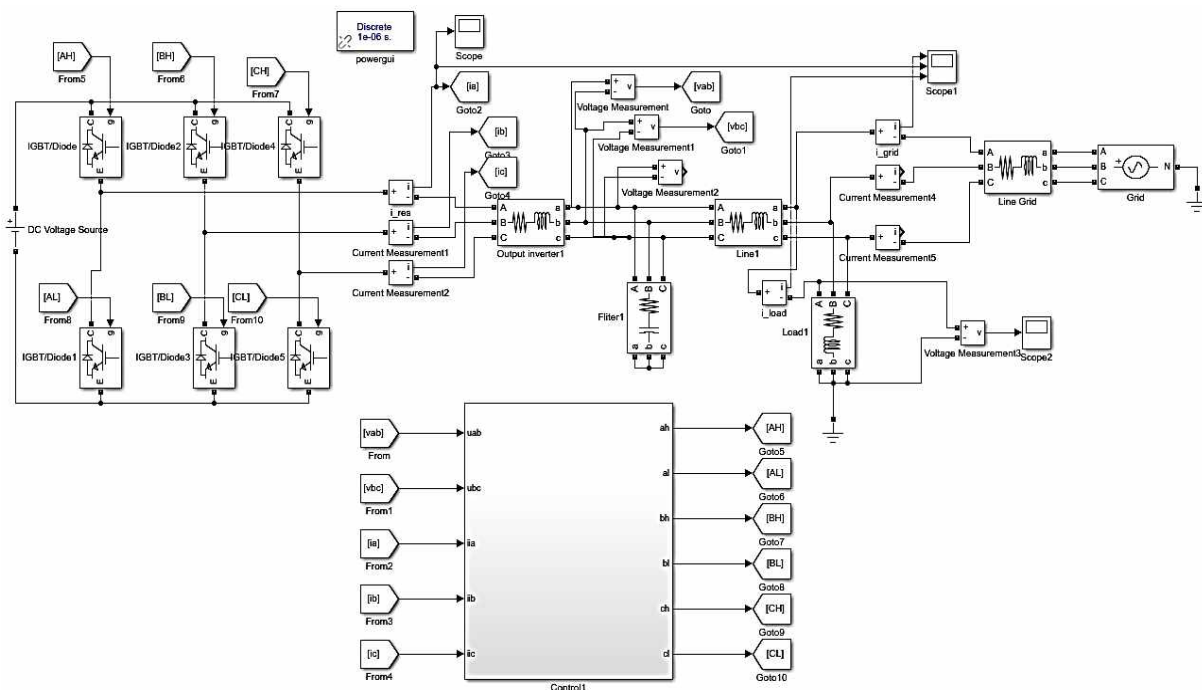 Discrete
1e-06 s.
powergui
Scope
[AH]
From5
[BH]
From6
[CH]
From7
C
g
E
IGBT/Diode
C
g
E
IGBT/Diode2
C
g
E
IGBT/Diode4
+
DC Voltage Source
[AL]
From8
[BL]
From9
[CL]
From10
C
g
E
IGBT/Diode1
C
g
E
IGBT/Diode3
C
g
E
IGBT/Diode5
[ia]
Goto2
[ib]
Goto3
[ic]
Goto4
+ i -
i_res
+ i -
Current Measurement1
+ i -
Current Measurement2
A a
B b
C c
Output inverter1
+ v -
Voltage Measurement
[vab]
Goto
+ v -
Voltage Measurement1
[vbc]
Goto1
+ v -
Voltage Measurement2
A B C
a b c
Fliter1
A a
B b
C c
Line1
Scope1
+ i -
i_grid
+ i -
Current Measurement4
+ i -
Current Measurement5
A a
B b
C c
Line Grid
A
B
C
+
N
Grid
+ i -
i_load
A B C
a b c
Load1
+ v -
Voltage Measurement3
Scope2
[vab]
From
uab
[vbc]
From1
ubc
[ia]
From2
iia
[ib]
From3
iib
[ic]
From4
iic
ah
[AH]
Goto5
al
[AL]
Goto6
bh
[BH]
Goto7
bl
[BL]
Goto8
ch
[CH]
Goto9
cl
[CL]
Goto10
Control1